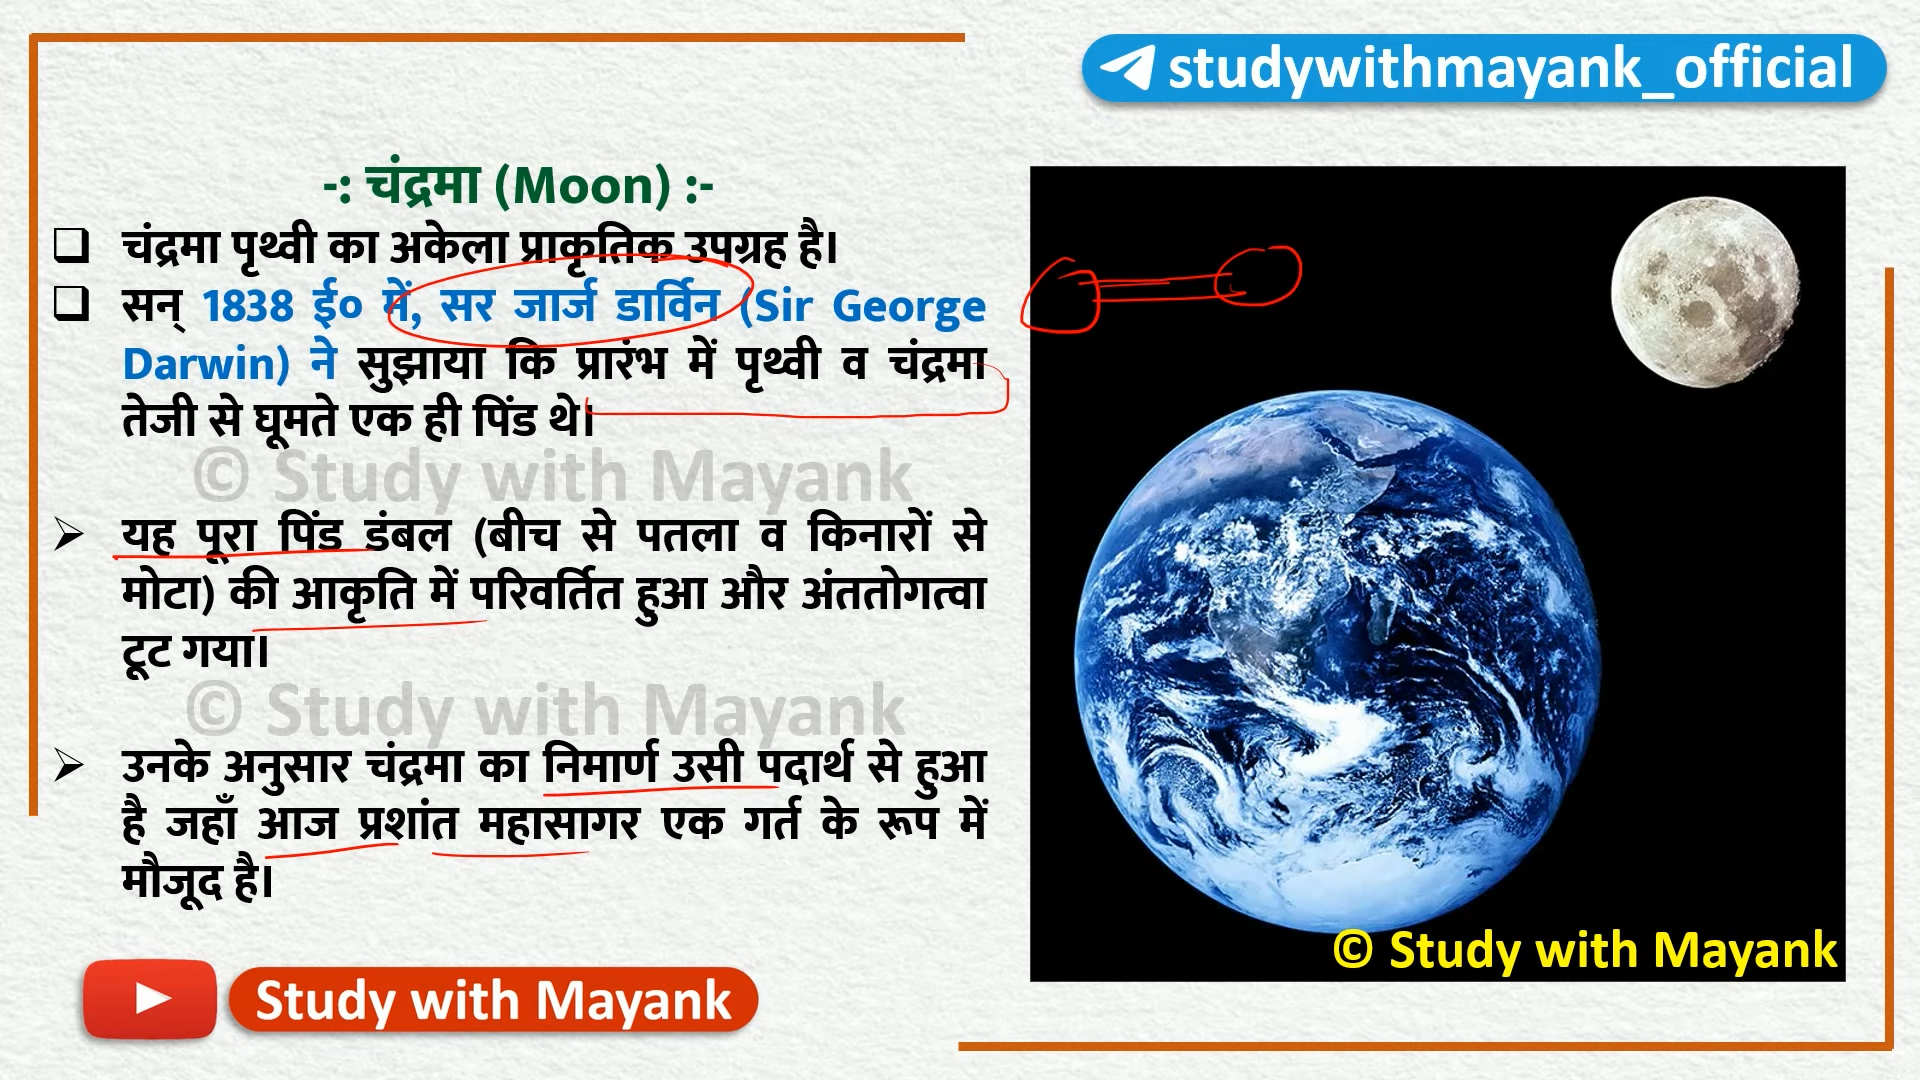 studywithmayank_official
-: चंद्रमा (Moon) :-
❑ चंद्रमा पृथ्वी का अकेला प्राकृतिक उपग्रह है।
❑ सन् 1838 ई० में, सर जार्ज डार्विन (Sir George
Darwin) ने सुझाया कि प्रारंभ में पृथ्वी व चंद्रमा
तेजी से घूमते एक ही पिंड थे।
© Study with Mayank
➢ यह पूरा पिंड डंबल (बीच से पतला व किनारों से
मोटा) की आकृति में परिवर्तित हुआ और अंततोगत्वा
टूट गया।
© Study with Mayank
➢ उनके अनुसार चंद्रमा का निमार्ण उसी पदार्थ से हुआ
है जहाँ आज प्रशांत महासागर एक गर्त के रूप में
मौजूद है।
© Study with Mayank
Study with Mayank